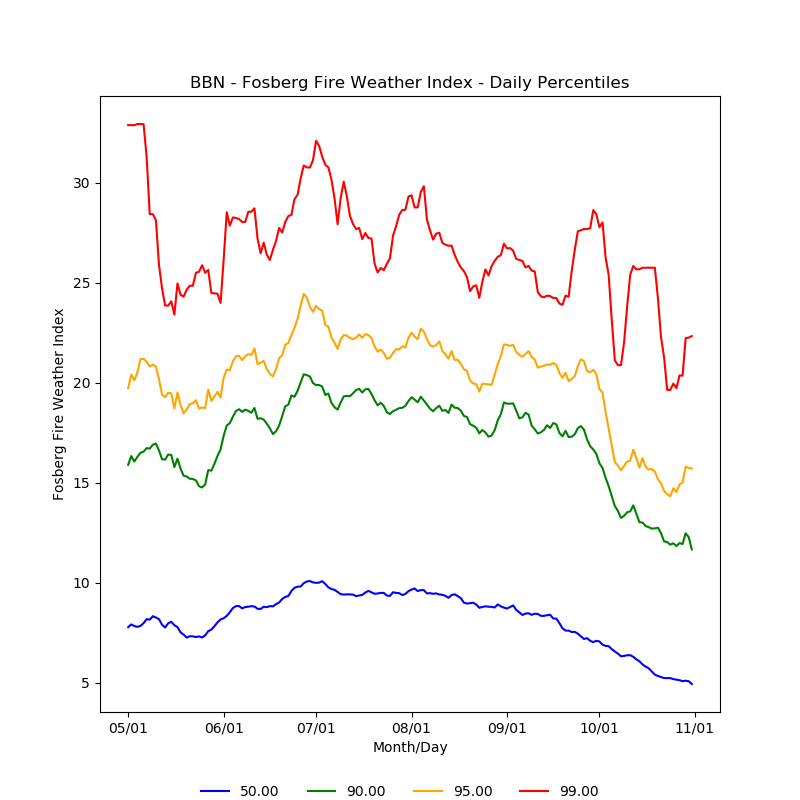 BBN - Fosberg Fire Weather Index - Daily Percentiles
Fosberg Fire Weather Index
30
25
20
15
10
5
05/01 06/01 07/01 08/01 09/01 10/01 11/01
Month/Day
50.00 90.00 95.00 99.00